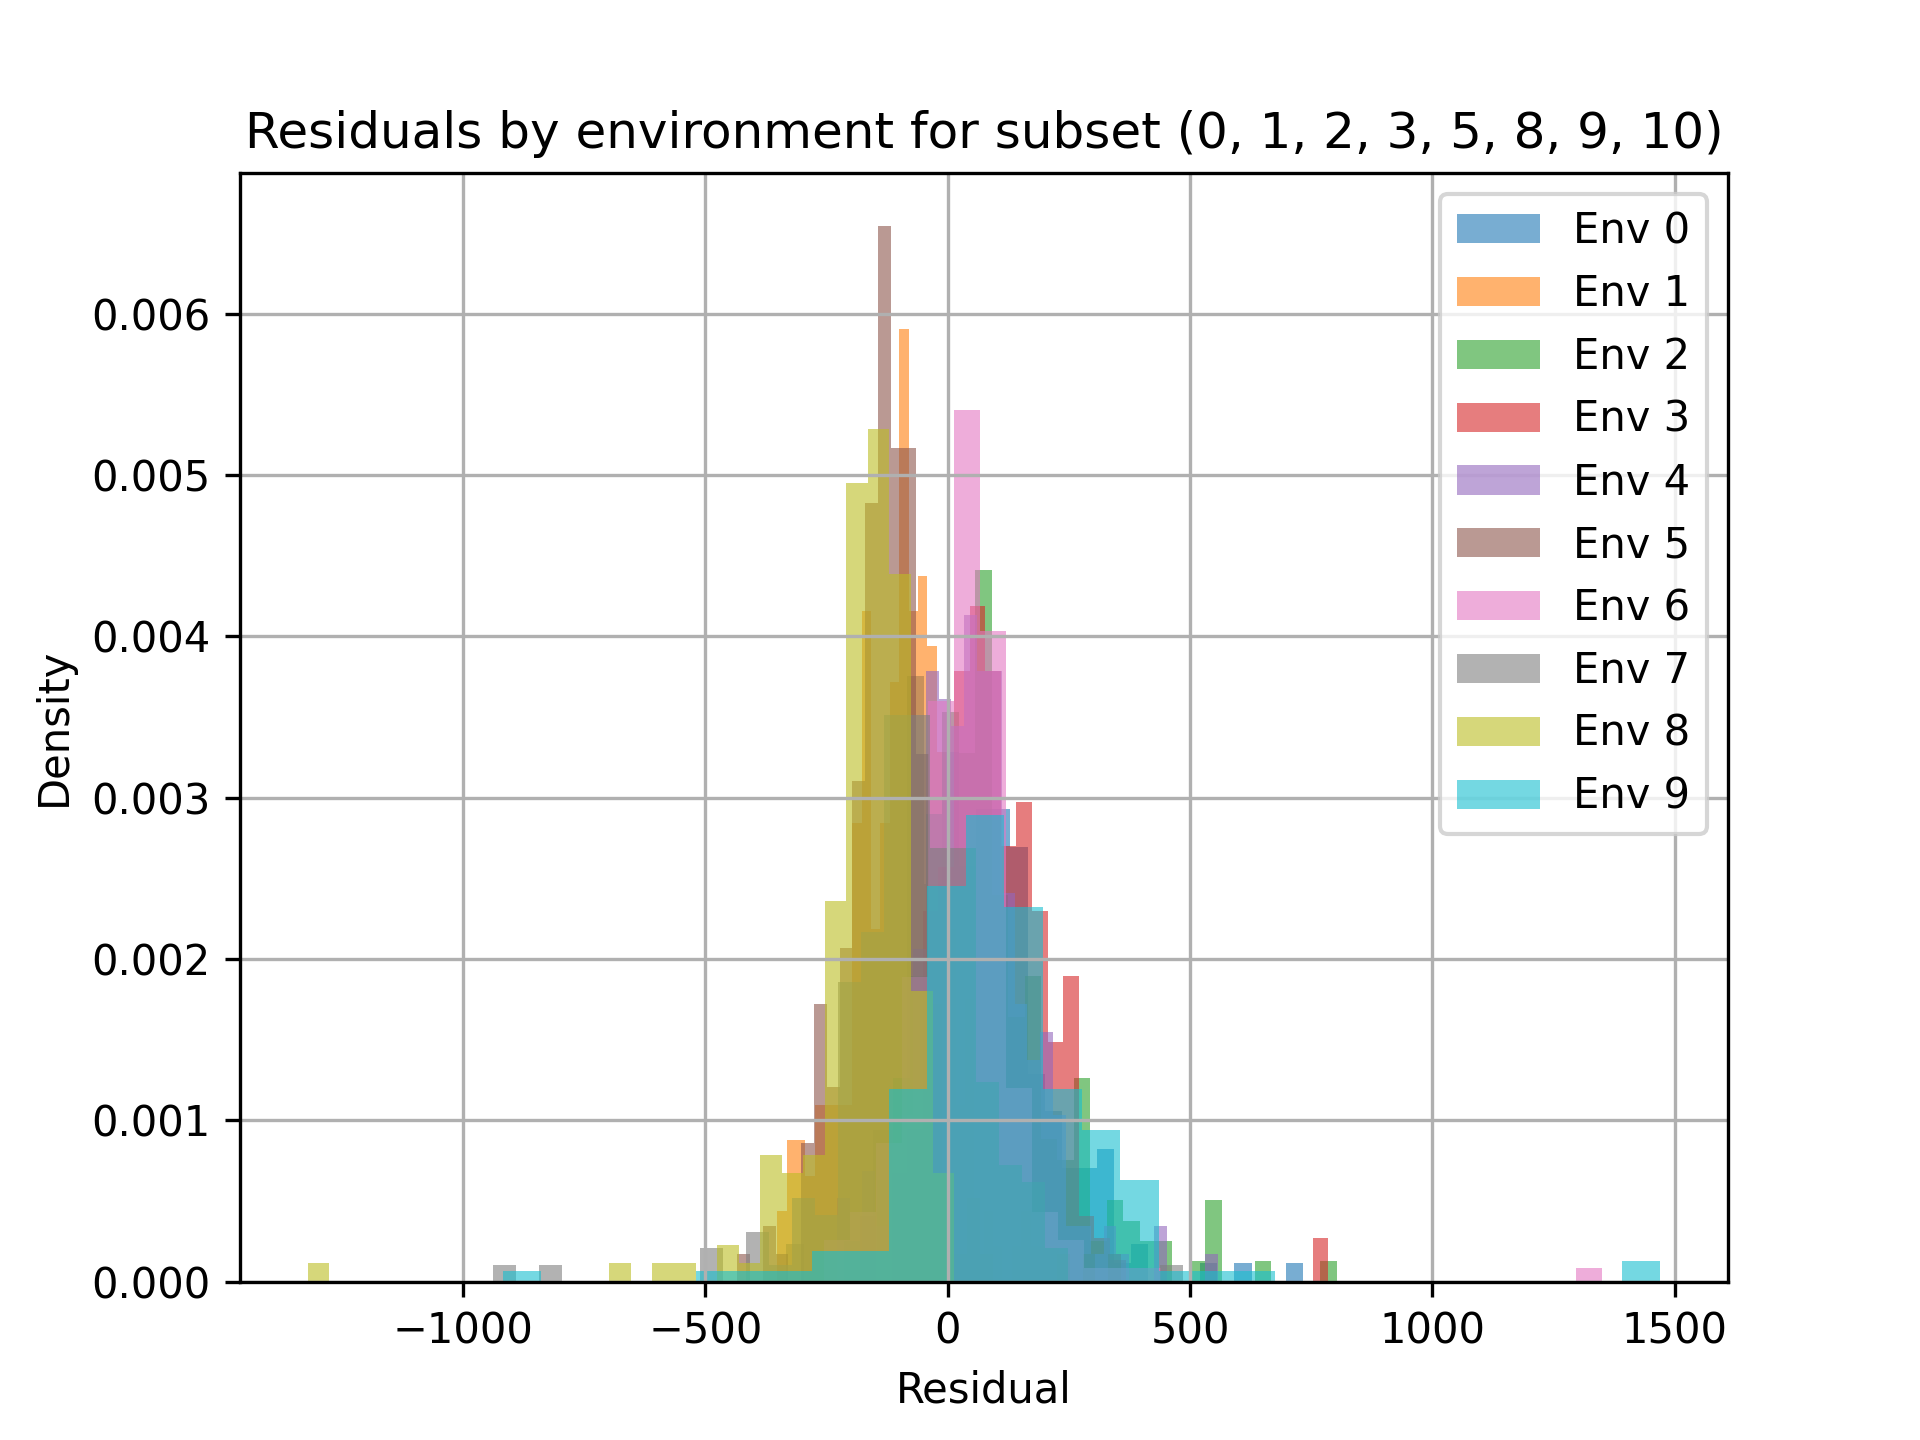 Residuals by environment for subset (0, 1, 2, 3, 5, 8, 9, 10)
Env 0
Env 1
Env 2
Env 3
Env 4
Env 5
Env 6
Env 7
Env 8
Env 9
Density
0.006
0.005
0.004
0.003
0.002
0.001
0.000
−1000 −500 0 500 1000 1500
Residual